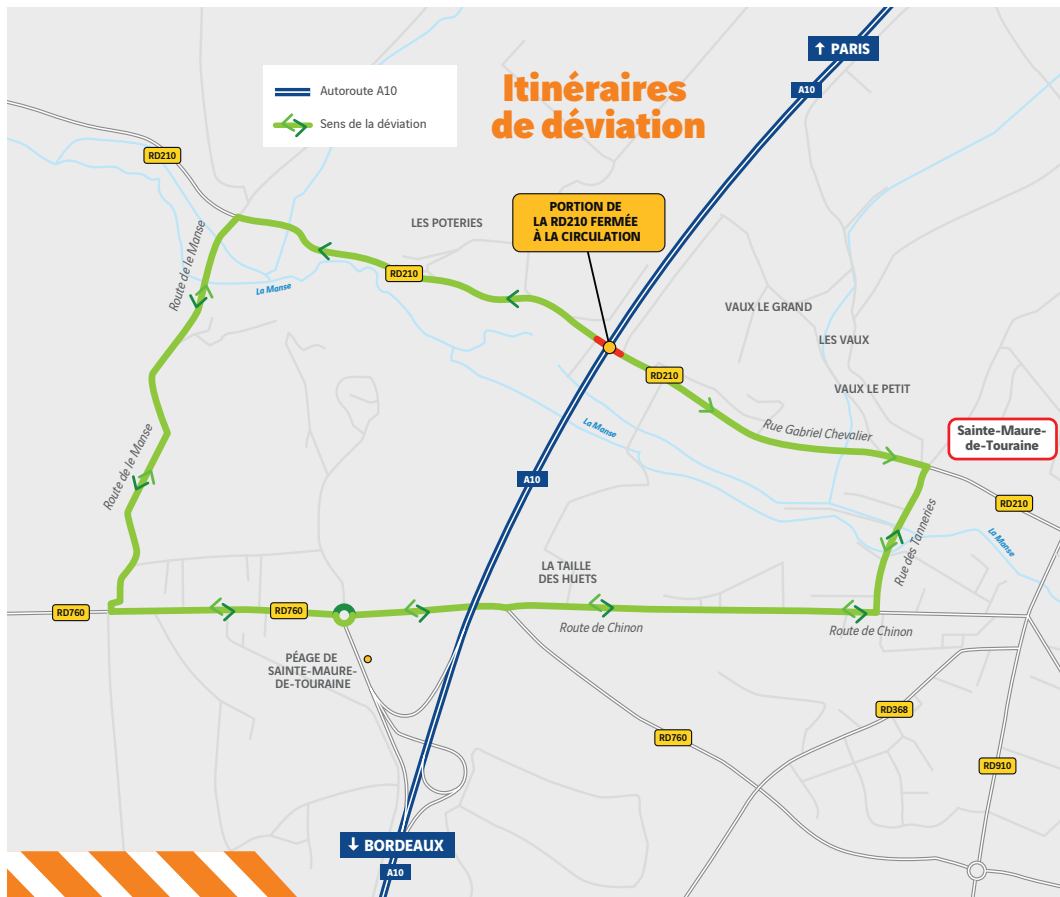 ↑ PARIS
A10
Autoroute A10
Sens de la déviation
Itinéraires
de déviation
RD210
PORTION DE
LA RD210 FERMÉE
À LA CIRCULATION
LES POTERIES
Route de le Manse
RD210
La Manse
VAUX LE GRAND
LES VAUX
RD210
VAUX LE PETIT
La Manse
Rue Gabriel Chevalier
Sainte-Maure-
de-Touraine
Route de le Manse
A10
RD210
Rue des Tanneries
La Manse
LA TAILLE
DES HUETS
RD760
RD760
Route de Chinon
Route de Chinon
PÉAGE DE
SAINTE-MAURE-
DE-TOURAINE
RD368
RD760
RD910
↓ BORDEAUX
A10